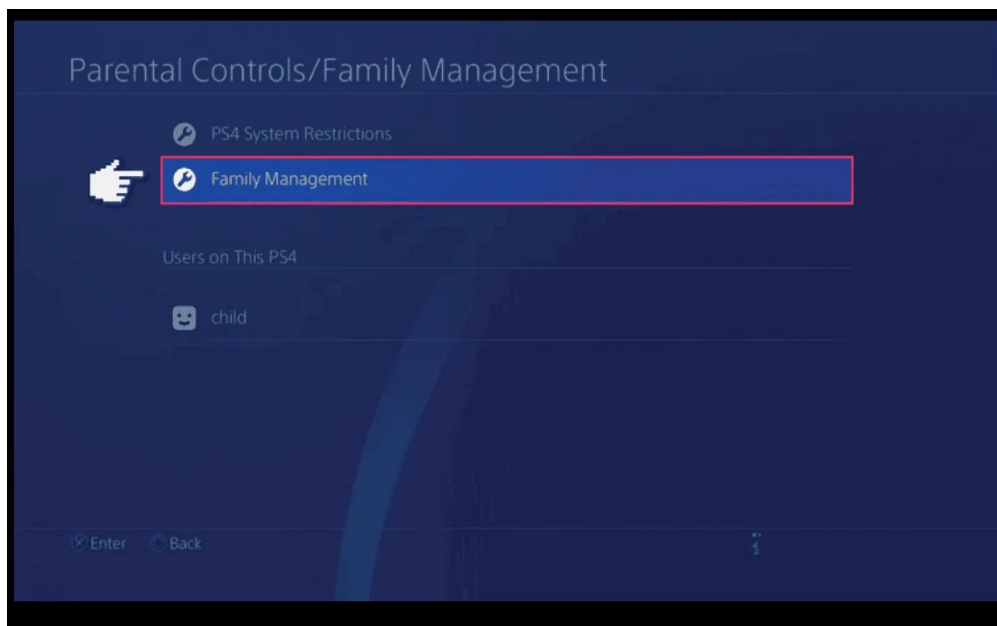 Parental Controls/Family Management
PS4 System Restrictions
Family Management
Users on This PS4
child
Enter Back